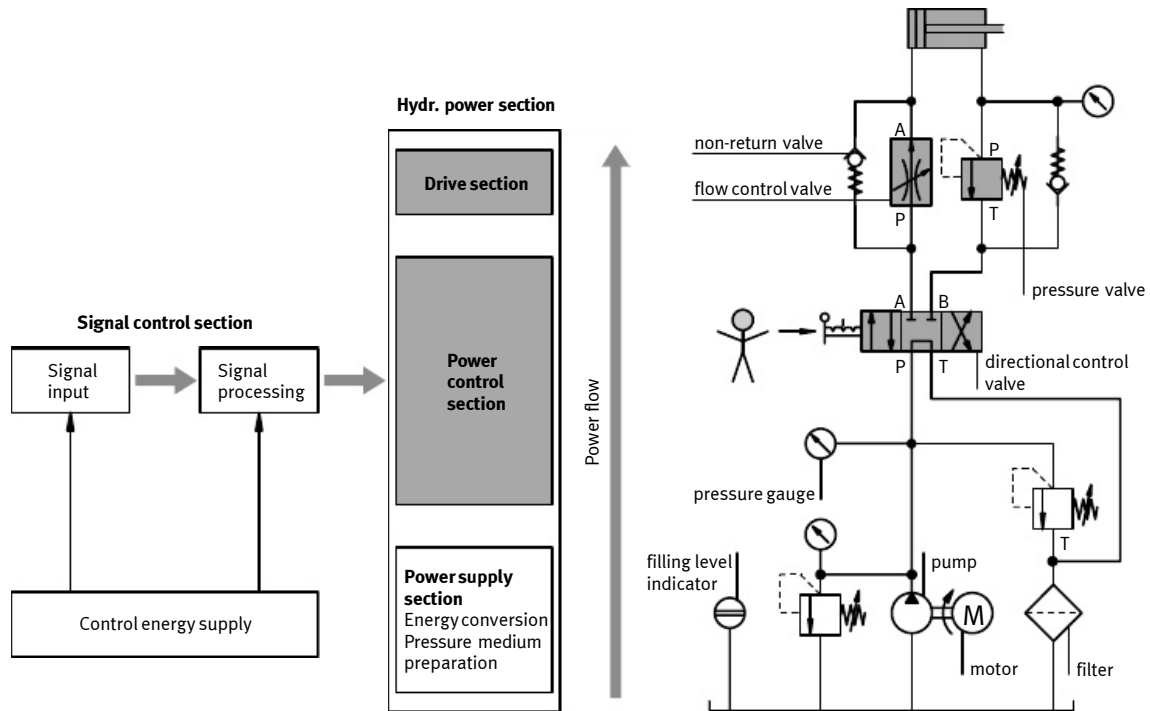 Hydr. power section
Drive section
Signal control section
Signal
input
Signal
processing
Power
control
section
Control energy supply
Power supply
section
Energy conversion
Pressure medium
preparation
Power flow
non-return valve
flow control valve
A
P
P
T
pressure valve
A
B
P
T
directional control
valve
pressure gauge
T
filling level
indicator
pump
M
motor
filter